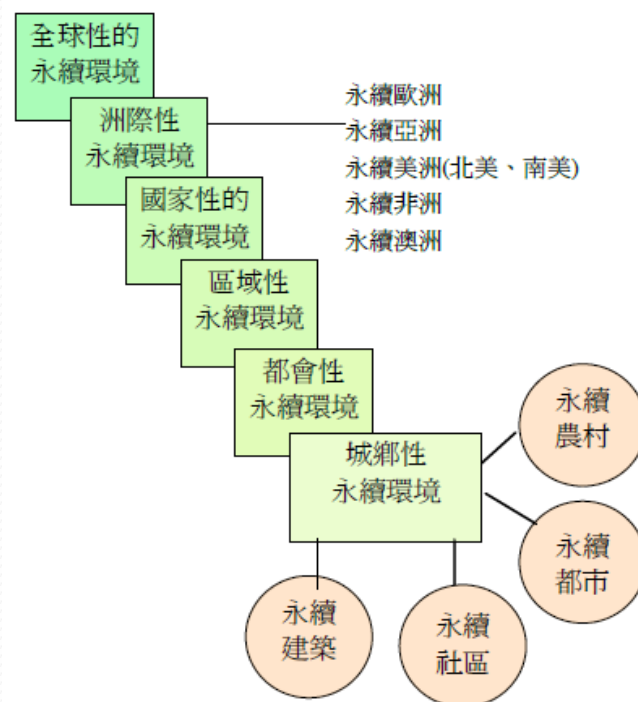 全球性的
永續環境
洲際性
永續環境
永續歐洲
永續亞洲
永續美洲(北美、南美)
永續非洲
永續澳洲
國家性的
永續環境
區域性
永續環境
都會性
永續環境
城鄉性
永續環境
永續
農村
永續
都市
永續
建築
永續
社區